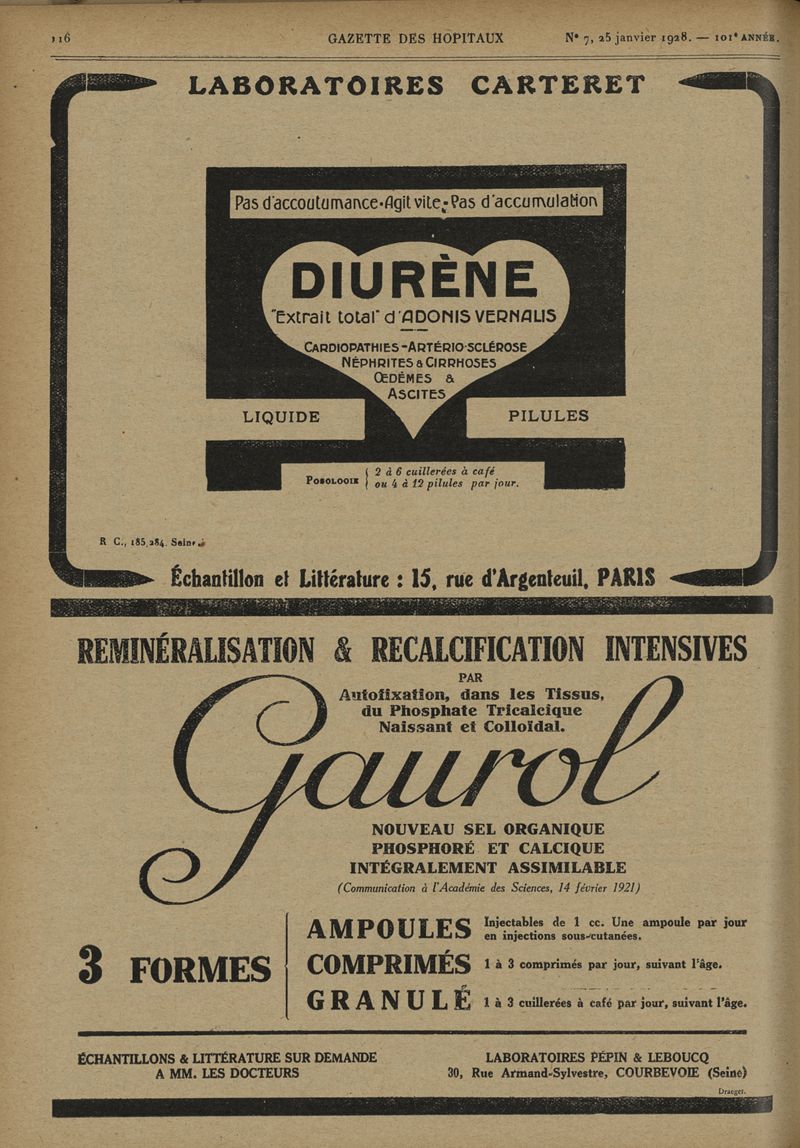 116
GAZETTE DES HOPITAUX
N° 7, 25 janvier 1928. — 101e ANNÉE.
LABORATOIRES CARTERET
Pas d'accoutumance•Agit vite•Pas d'accumulation
DIURÈNE
"Extrait total" d'ADONIS VERNALIS
CARDIOPATHIES-ARTÉRIO-SCLÉROSE
NÉPHRITES & CIRRHOSES
ŒDÉMES &
ASCITES
LIQUIDE
PILULES
POSOLOGIE
2 à 6 cuillerées à café
ou 4 à 12 pilules par jour.
R C., 185,284. Seine
Échantillon et Littérature : 15, rue d'Argenteuil, PARIS
REMINÉRALISATION & RECALCIFICATION INTENSIVES
PAR
Autofixation, dans les Tissus,
du Phosphate Tricalcique
Naissant et Colloïdal.
Gaurol
NOUVEAU SEL ORGANIQUE
PHOSPHORÉ ET CALCIQUE
INTÉGRALEMENT ASSIMILABLE
(Communication à l'Académie des Sciences, 14 février 1921)
3 FORMES
AMPOULES Injectables de 1 cc. Une ampoule par jour
en injections sous-cutanées.
COMPRIMÉS 1 à 3 comprimés par jour, suivant l'âge.
GRANULÉ 1 à 3 cuillerées à café par jour, suivant l'âge.
ÉCHANTILLONS & LITTÉRATURE SUR DEMANDE
A MM. LES DOCTEURS
LABORATOIRES PÉPIN & LEBOUCQ
30, Rue Armand-Sylvestre, COURBEVOIE (Seine)
Draeger.